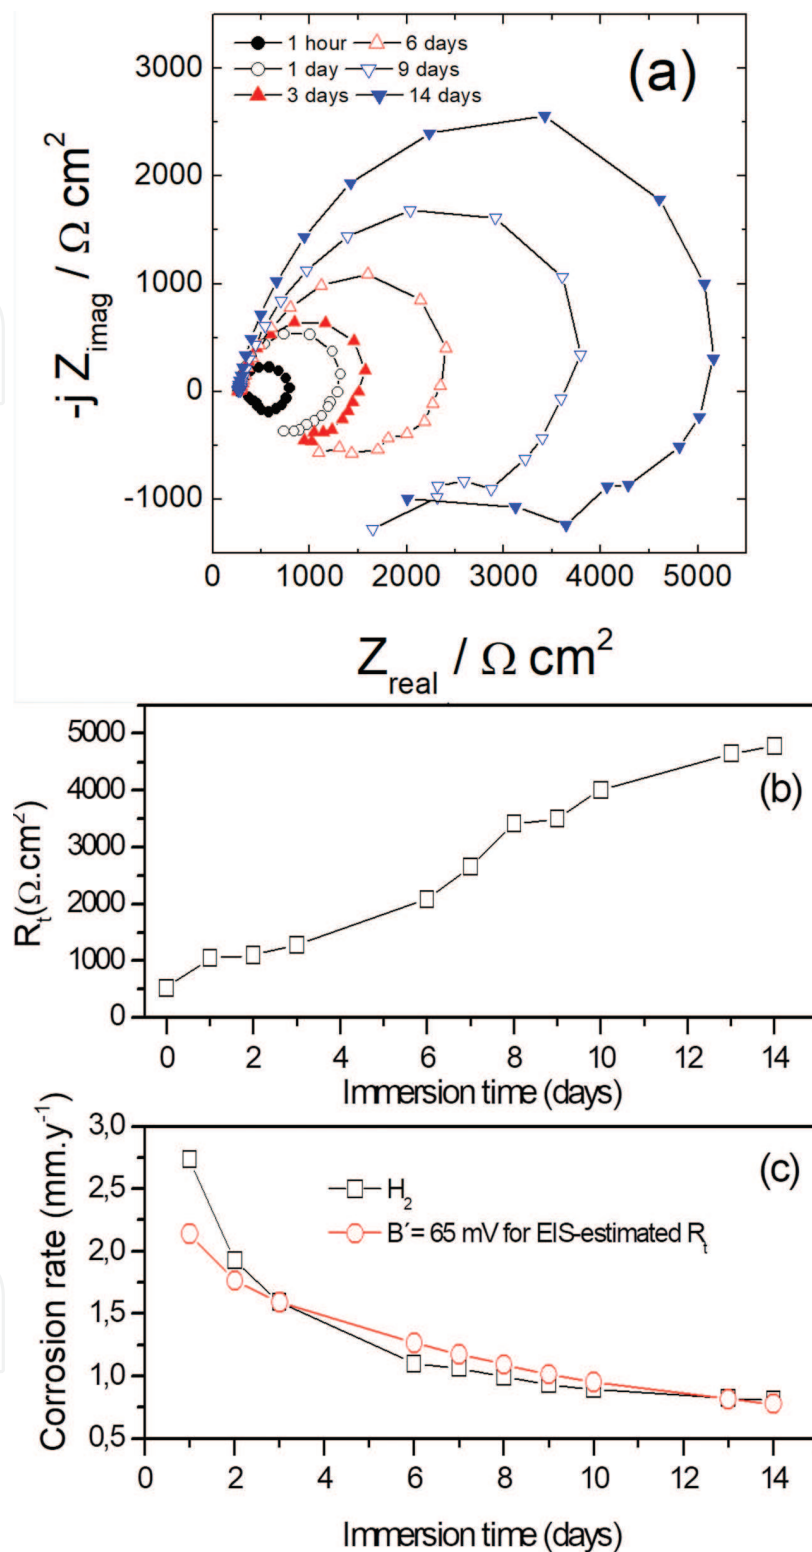 (a)
1 hour 6 days
1 day 9 days
3 days 14 days
3000
2000
1000
0
-1000
-j Z_imag / Ω cm²
0 1000 2000 3000 4000 5000
Z_real / Ω cm²
(b)
5000
4000
3000
2000
1000
0
R_t(Ω.cm²)
0 2 4 6 8 10 12 14
Immersion time (days)
(c)
3,0
2,5
2,0
1,5
1,0
0,5
Corrosion rate (mm.y⁻¹)
H₂
B´= 65 mV for EIS-estimated R_t
0 2 4 6 8 10 12 14
Immersion time (days)